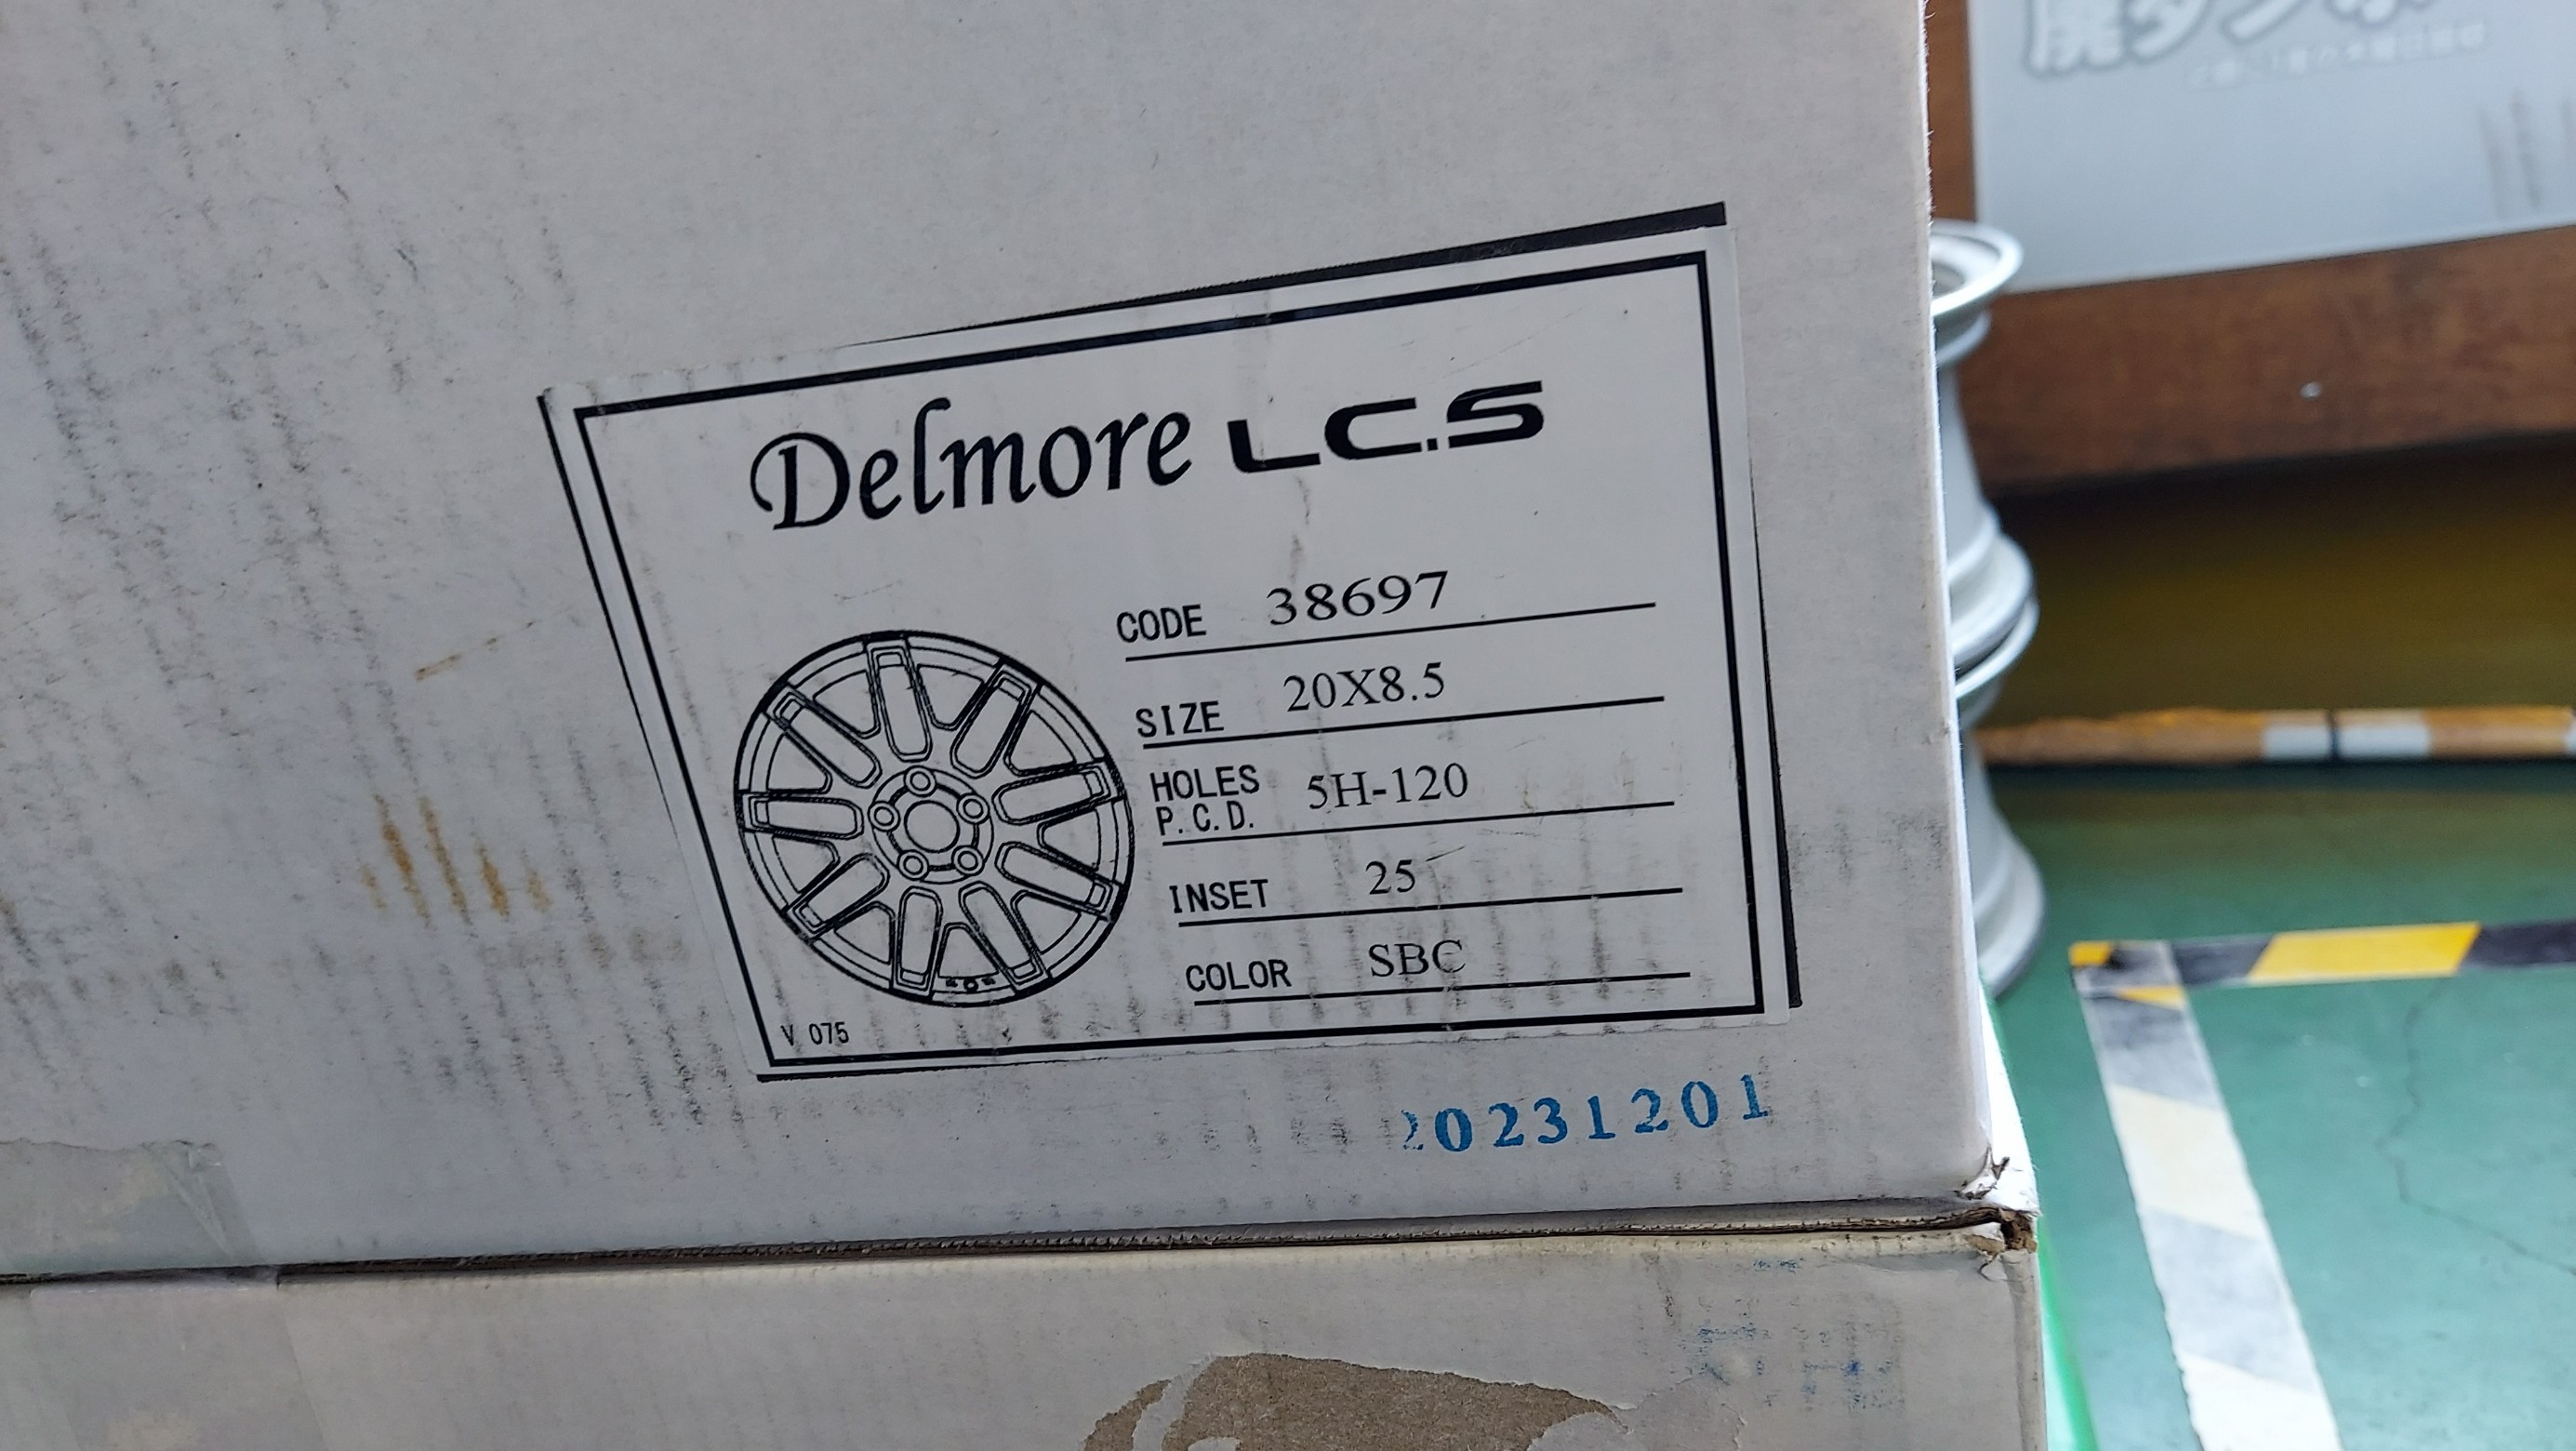 Delmore LC.S
CODE 38697
SIZE 20X8.5
HOLES P.C.D. 5H-120
INSET 25
COLOR SBC
V 075
20231201